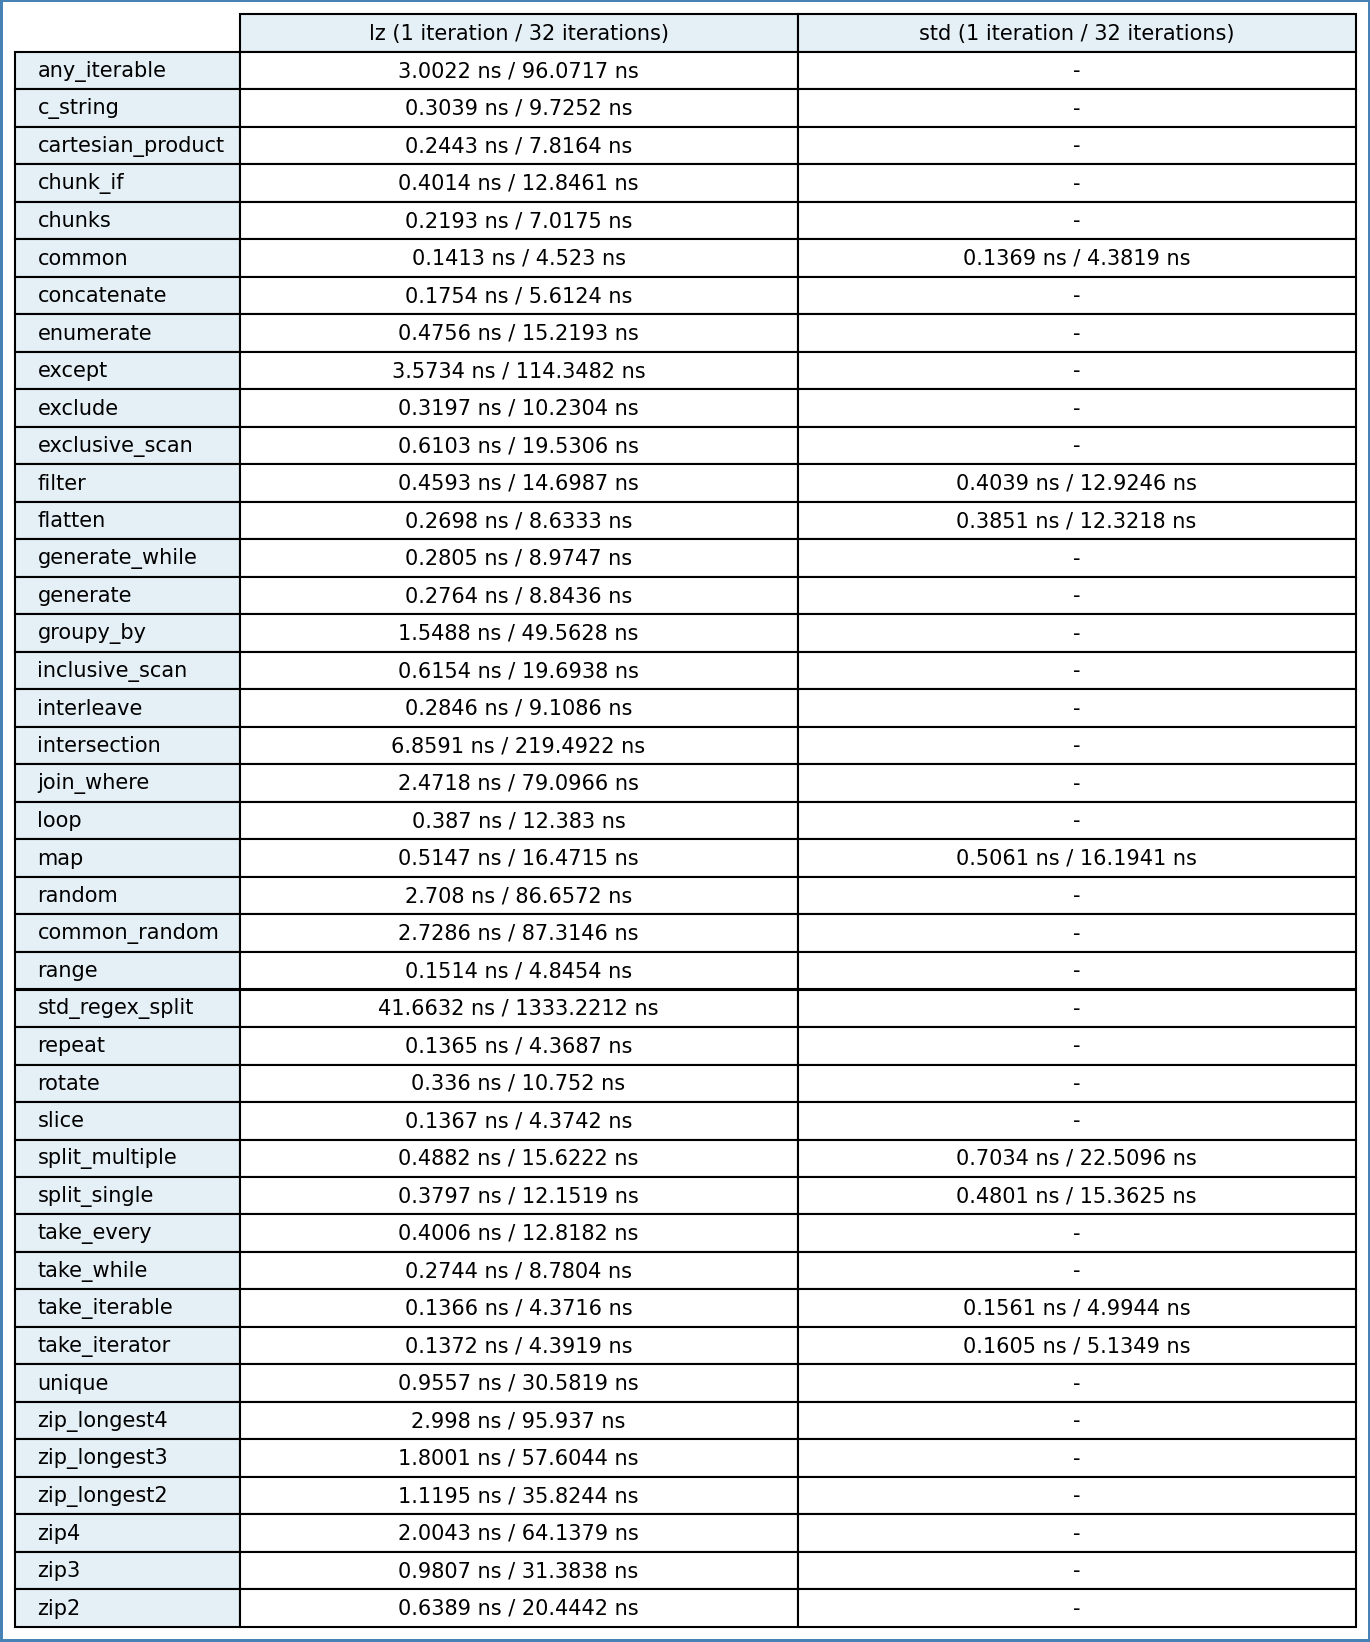 lz (1 iteration / 32 iterations) std (1 iteration / 32 iterations)
any_iterable 3.0022 ns / 96.0717 ns -
c_string 0.3039 ns / 9.7252 ns -
cartesian_product 0.2443 ns / 7.8164 ns -
chunk_if 0.4014 ns / 12.8461 ns -
chunks 0.2193 ns / 7.0175 ns -
common 0.1413 ns / 4.523 ns 0.1369 ns / 4.3819 ns
concatenate 0.1754 ns / 5.6124 ns -
enumerate 0.4756 ns / 15.2193 ns -
except 3.5734 ns / 114.3482 ns -
exclude 0.3197 ns / 10.2304 ns -
exclusive_scan 0.6103 ns / 19.5306 ns -
filter 0.4593 ns / 14.6987 ns 0.4039 ns / 12.9246 ns
flatten 0.2698 ns / 8.6333 ns 0.3851 ns / 12.3218 ns
generate_while 0.2805 ns / 8.9747 ns -
generate 0.2764 ns / 8.8436 ns -
groupy_by 1.5488 ns / 49.5628 ns -
inclusive_scan 0.6154 ns / 19.6938 ns -
interleave 0.2846 ns / 9.1086 ns -
intersection 6.8591 ns / 219.4922 ns -
join_where 2.4718 ns / 79.0966 ns -
loop 0.387 ns / 12.383 ns -
map 0.5147 ns / 16.4715 ns 0.5061 ns / 16.1941 ns
random 2.708 ns / 86.6572 ns -
common_random 2.7286 ns / 87.3146 ns -
range 0.1514 ns / 4.8454 ns -
std_regex_split 41.6632 ns / 1333.2212 ns -
repeat 0.1365 ns / 4.3687 ns -
rotate 0.336 ns / 10.752 ns -
slice 0.1367 ns / 4.3742 ns -
split_multiple 0.4882 ns / 15.6222 ns 0.7034 ns / 22.5096 ns
split_single 0.3797 ns / 12.1519 ns 0.4801 ns / 15.3625 ns
take_every 0.4006 ns / 12.8182 ns -
take_while 0.2744 ns / 8.7804 ns -
take_iterable 0.1366 ns / 4.3716 ns 0.1561 ns / 4.9944 ns
take_iterator 0.1372 ns / 4.3919 ns 0.1605 ns / 5.1349 ns
unique 0.9557 ns / 30.5819 ns -
zip_longest4 2.998 ns / 95.937 ns -
zip_longest3 1.8001 ns / 57.6044 ns -
zip_longest2 1.1195 ns / 35.8244 ns -
zip4 2.0043 ns / 64.1379 ns -
zip3 0.9807 ns / 31.3838 ns -
zip2 0.6389 ns / 20.4442 ns -